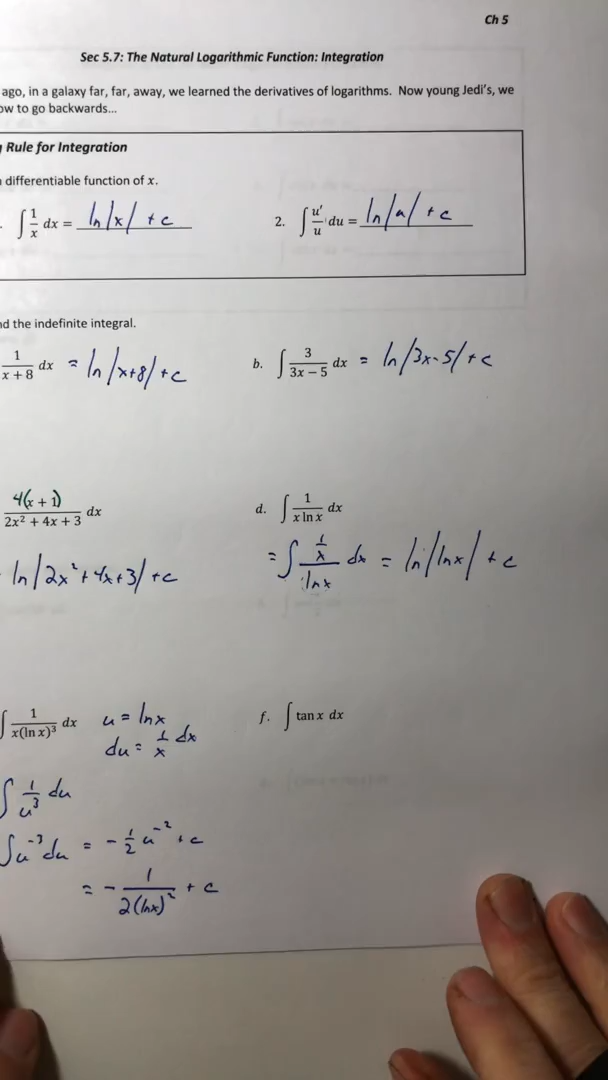 Ch 5
Sec 5.7: The Natural Logarithmic Function: Integration
ago, in a galaxy far, far, away, we learned the derivatives of logarithms. Now young Jedi's, we
ow to go backwards...
Rule for Integration
differentiable function of x.
∫ 1/x dx = ln|x| + c
2. ∫ u'/u du = ln|u| + c
nd the indefinite integral.
1/(x + 8) dx = ln|x+8| + c
b. ∫ 3/(3x − 5) dx = ln|3x-5| + c
4(x + 1)/(2x² + 4x + 3) dx
ln|2x² + 4x + 3| + c
d. ∫ 1/(x ln x) dx
= ∫ (1/x)/(ln x) dx = ln|lnx| + c
∫ 1/(x(ln x)³) dx
u = lnx
du = 1/x dx
∫ 1/u³ du
∫ u⁻³ du = -1/2 u⁻² + c
= - 1/(2(lnx)²) + c
f. ∫ tan x dx